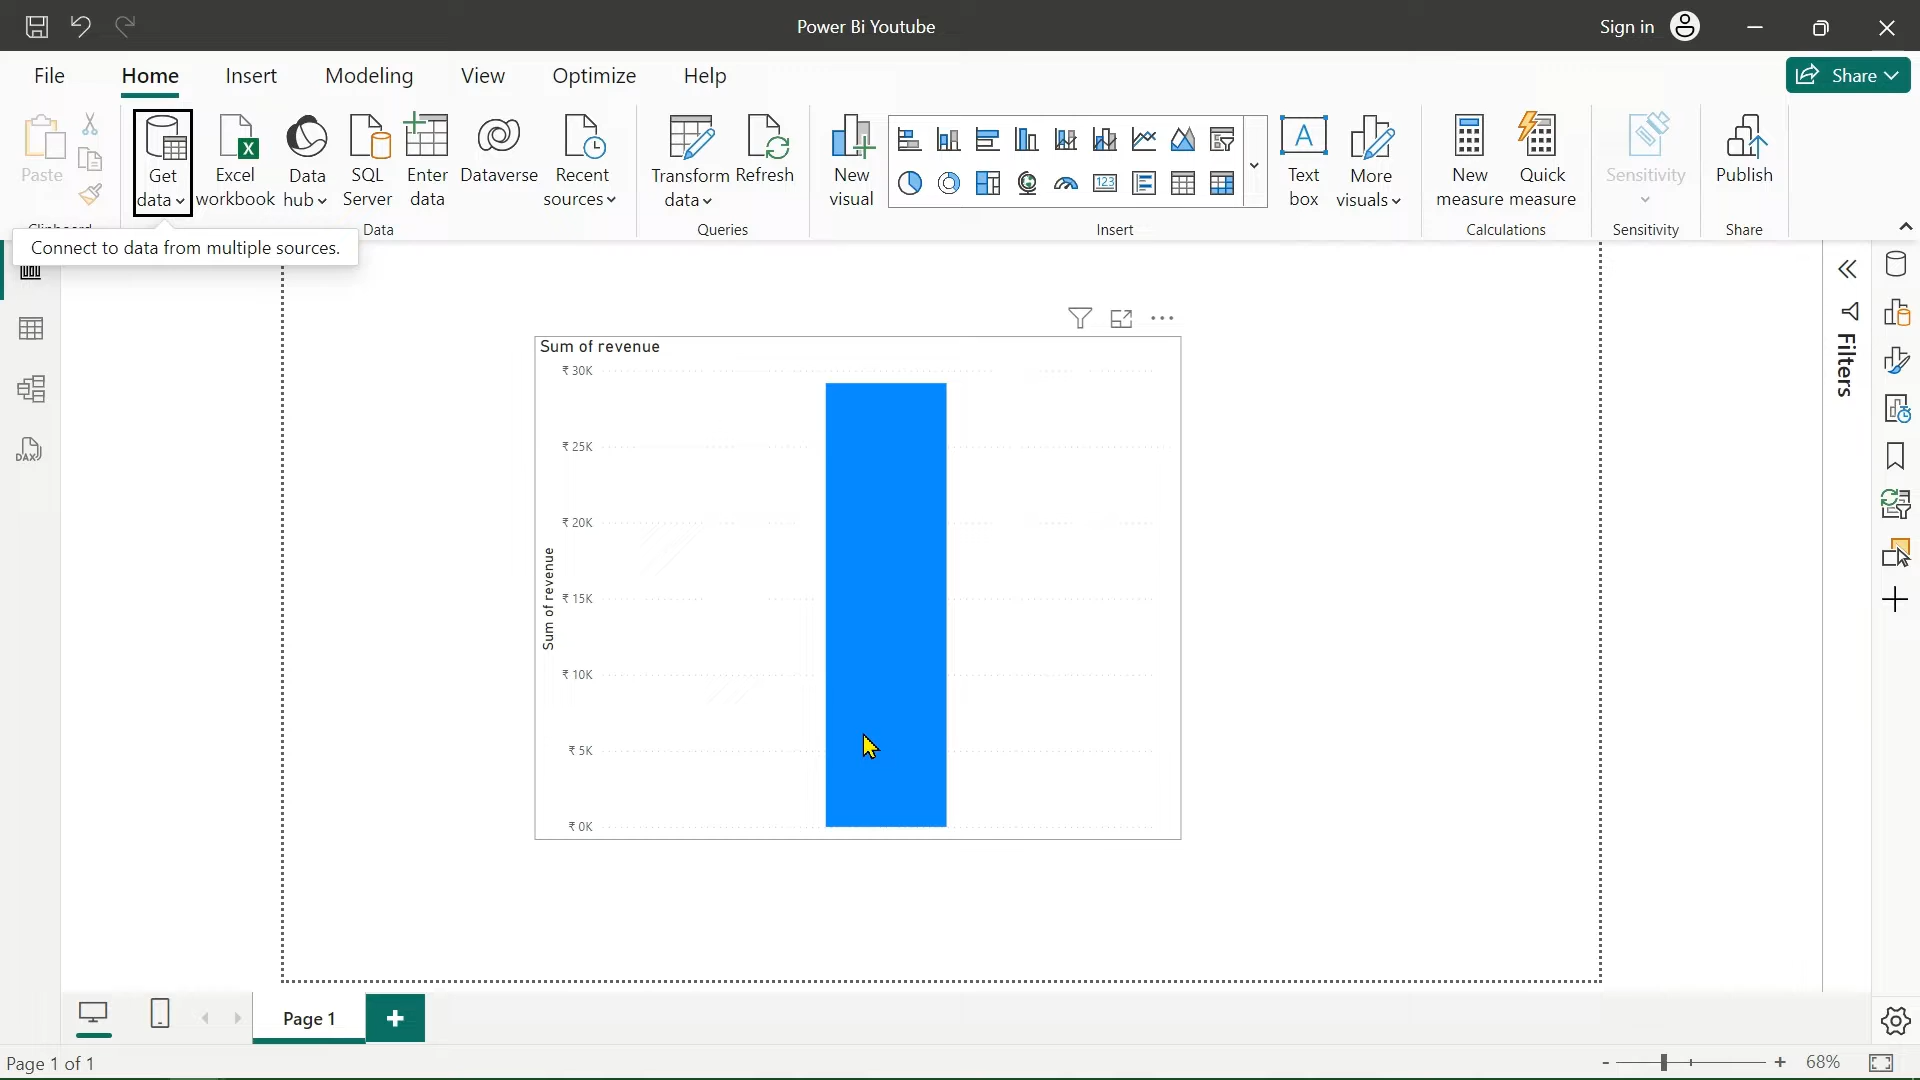 Power Bi Youtube
Sign in
File Home Insert Modeling View Optimize Help
Share
Paste
Get data
Excel workbook
Data hub
SQL Server
Enter data
Dataverse
Recent sources
Transform data
Refresh
New visual
123
A
Text box
More visuals
New measure
Quick measure
Sensitivity
Publish
Data
Queries
Insert
Calculations
Sensitivity
Share
Connect to data from multiple sources.
DAX
Filters
Sum of revenue
₹30K
₹25K
₹20K
₹15K
₹10K
₹5K
₹0K
Sum of revenue
Page 1
+
Page 1 of 1
- + 68%